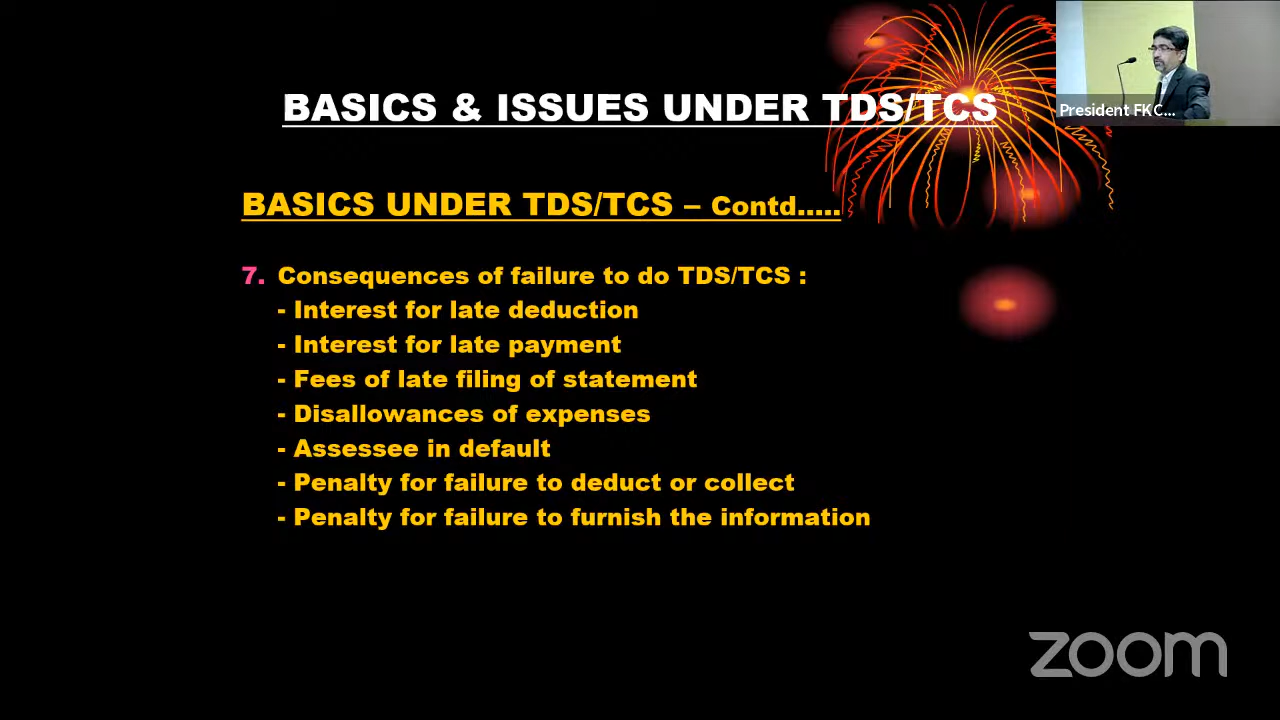 BASICS & ISSUES UNDER TDS/TCS
President FKC...
BASICS UNDER TDS/TCS – Contd.....
7. Consequences of failure to do TDS/TCS :
- Interest for late deduction
- Interest for late payment
- Fees of late filing of statement
- Disallowances of expenses
- Assessee in default
- Penalty for failure to deduct or collect
- Penalty for failure to furnish the information
zoom